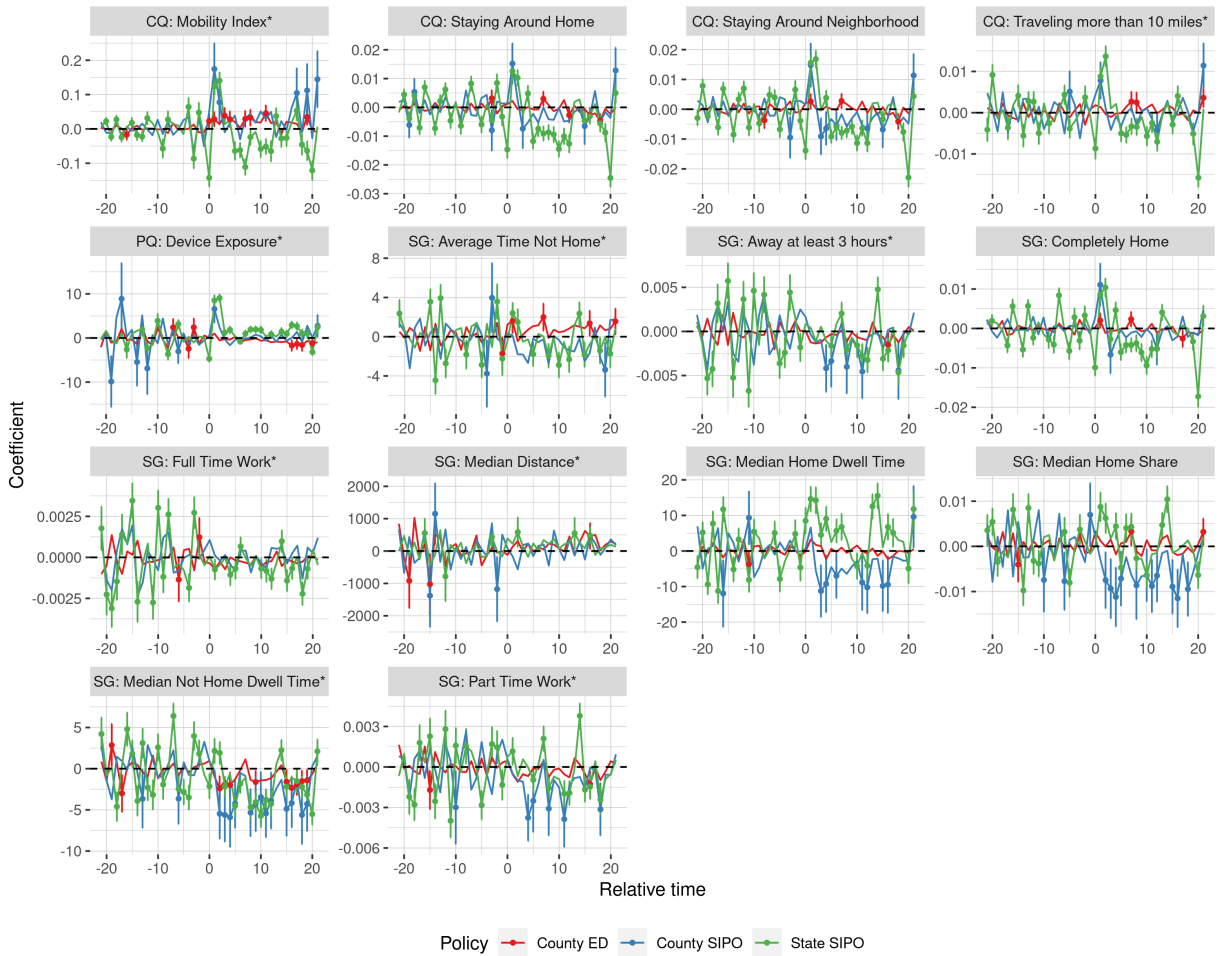 CQ: Mobility Index*
CQ: Staying Around Home
CQ: Staying Around Neighborhood
CQ: Traveling more than 10 miles*
0.2
0.1
0.0
-0.1
-20 -10 0 10 20
0.02
0.01
0.00
-0.01
-0.02
-0.03
-20 -10 0 10 20
0.02
0.00
-0.02
-20 -10 0 10 20
0.01
0.00
-0.01
-20 -10 0 10 20
PQ: Device Exposure*
SG: Average Time Not Home*
SG: Away at least 3 hours*
SG: Completely Home
10
0
-10
-20 -10 0 10 20
8
4
0
-4
-20 -10 0 10 20
0.005
0.000
-0.005
-20 -10 0 10 20
0.01
0.00
-0.01
-0.02
-20 -10 0 10 20
SG: Full Time Work*
SG: Median Distance*
SG: Median Home Dwell Time
SG: Median Home Share
0.0025
0.0000
-0.0025
-20 -10 0 10 20
2000
1000
0
-1000
-2000
-20 -10 0 10 20
20
10
0
-10
-20
-20 -10 0 10 20
0.01
0.00
-0.01
-20 -10 0 10 20
SG: Median Not Home Dwell Time*
SG: Part Time Work*
5
0
-5
-10
-20 -10 0 10 20
0.003
0.000
-0.003
-0.006
-20 -10 0 10 20
Coefficient
Relative time
Policy County ED County SIPO State SIPO